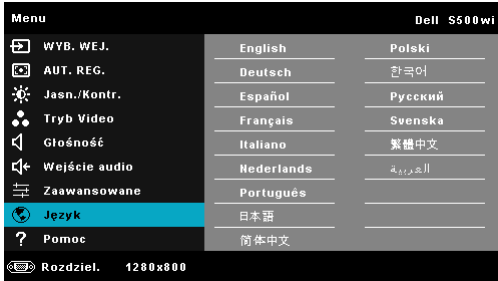 Menu Dell S500wi
WYB. WEJ.
AUT. REG.
Jasn./Kontr.
Tryb Video
Głośność
Wejście audio
Zaawansowane
Język
Pomoc
English Polski
Deutsch 한국어
Español Русский
Français Svenska
Italiano 繁體中文
Nederlands العربية
Português
日本語
简体中文
Rozdziel. 1280x800